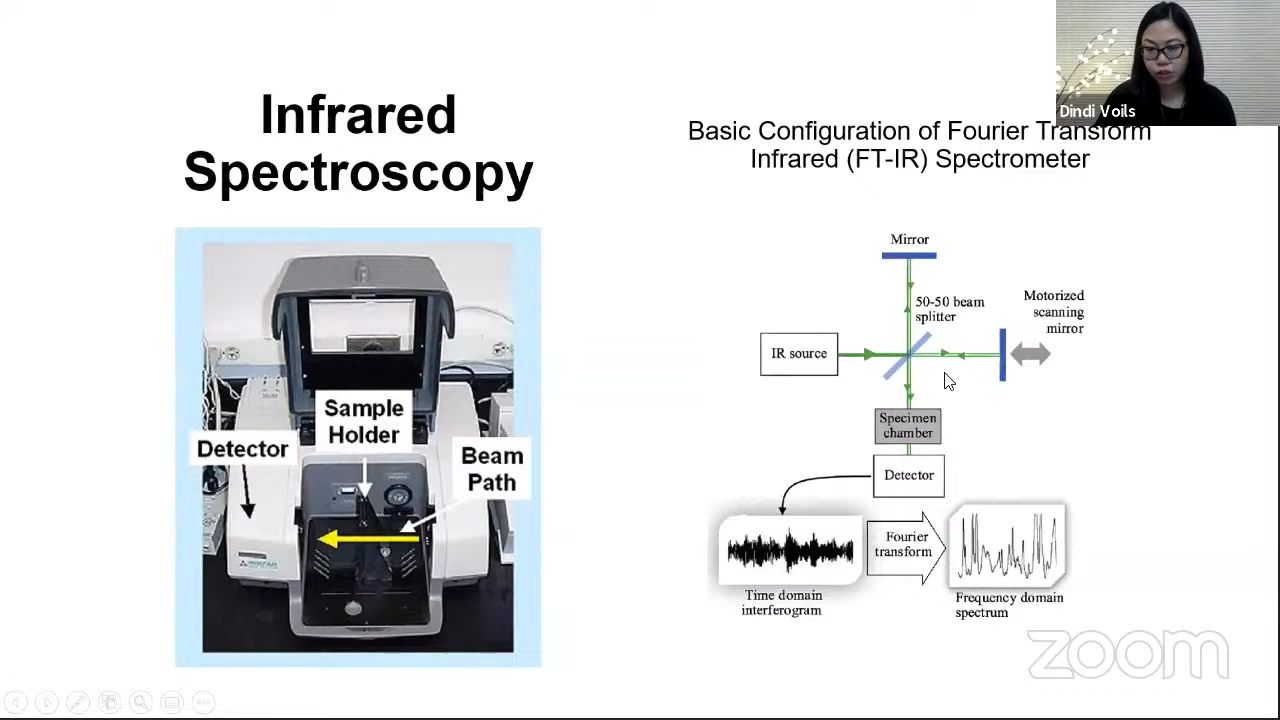 Infrared
Spectroscopy
Detector
Sample
Holder
Beam
Path
Dindi Voils
Basic Configuration of Fourier Transform
Infrared (FT-IR) Spectrometer
Mirror
50-50 beam
splitter
Motorized
scanning
mirror
IR source
Specimen
chamber
Detector
Fourier
transform
Time domain
interferogram
Frequency domain
spectrum
zoom